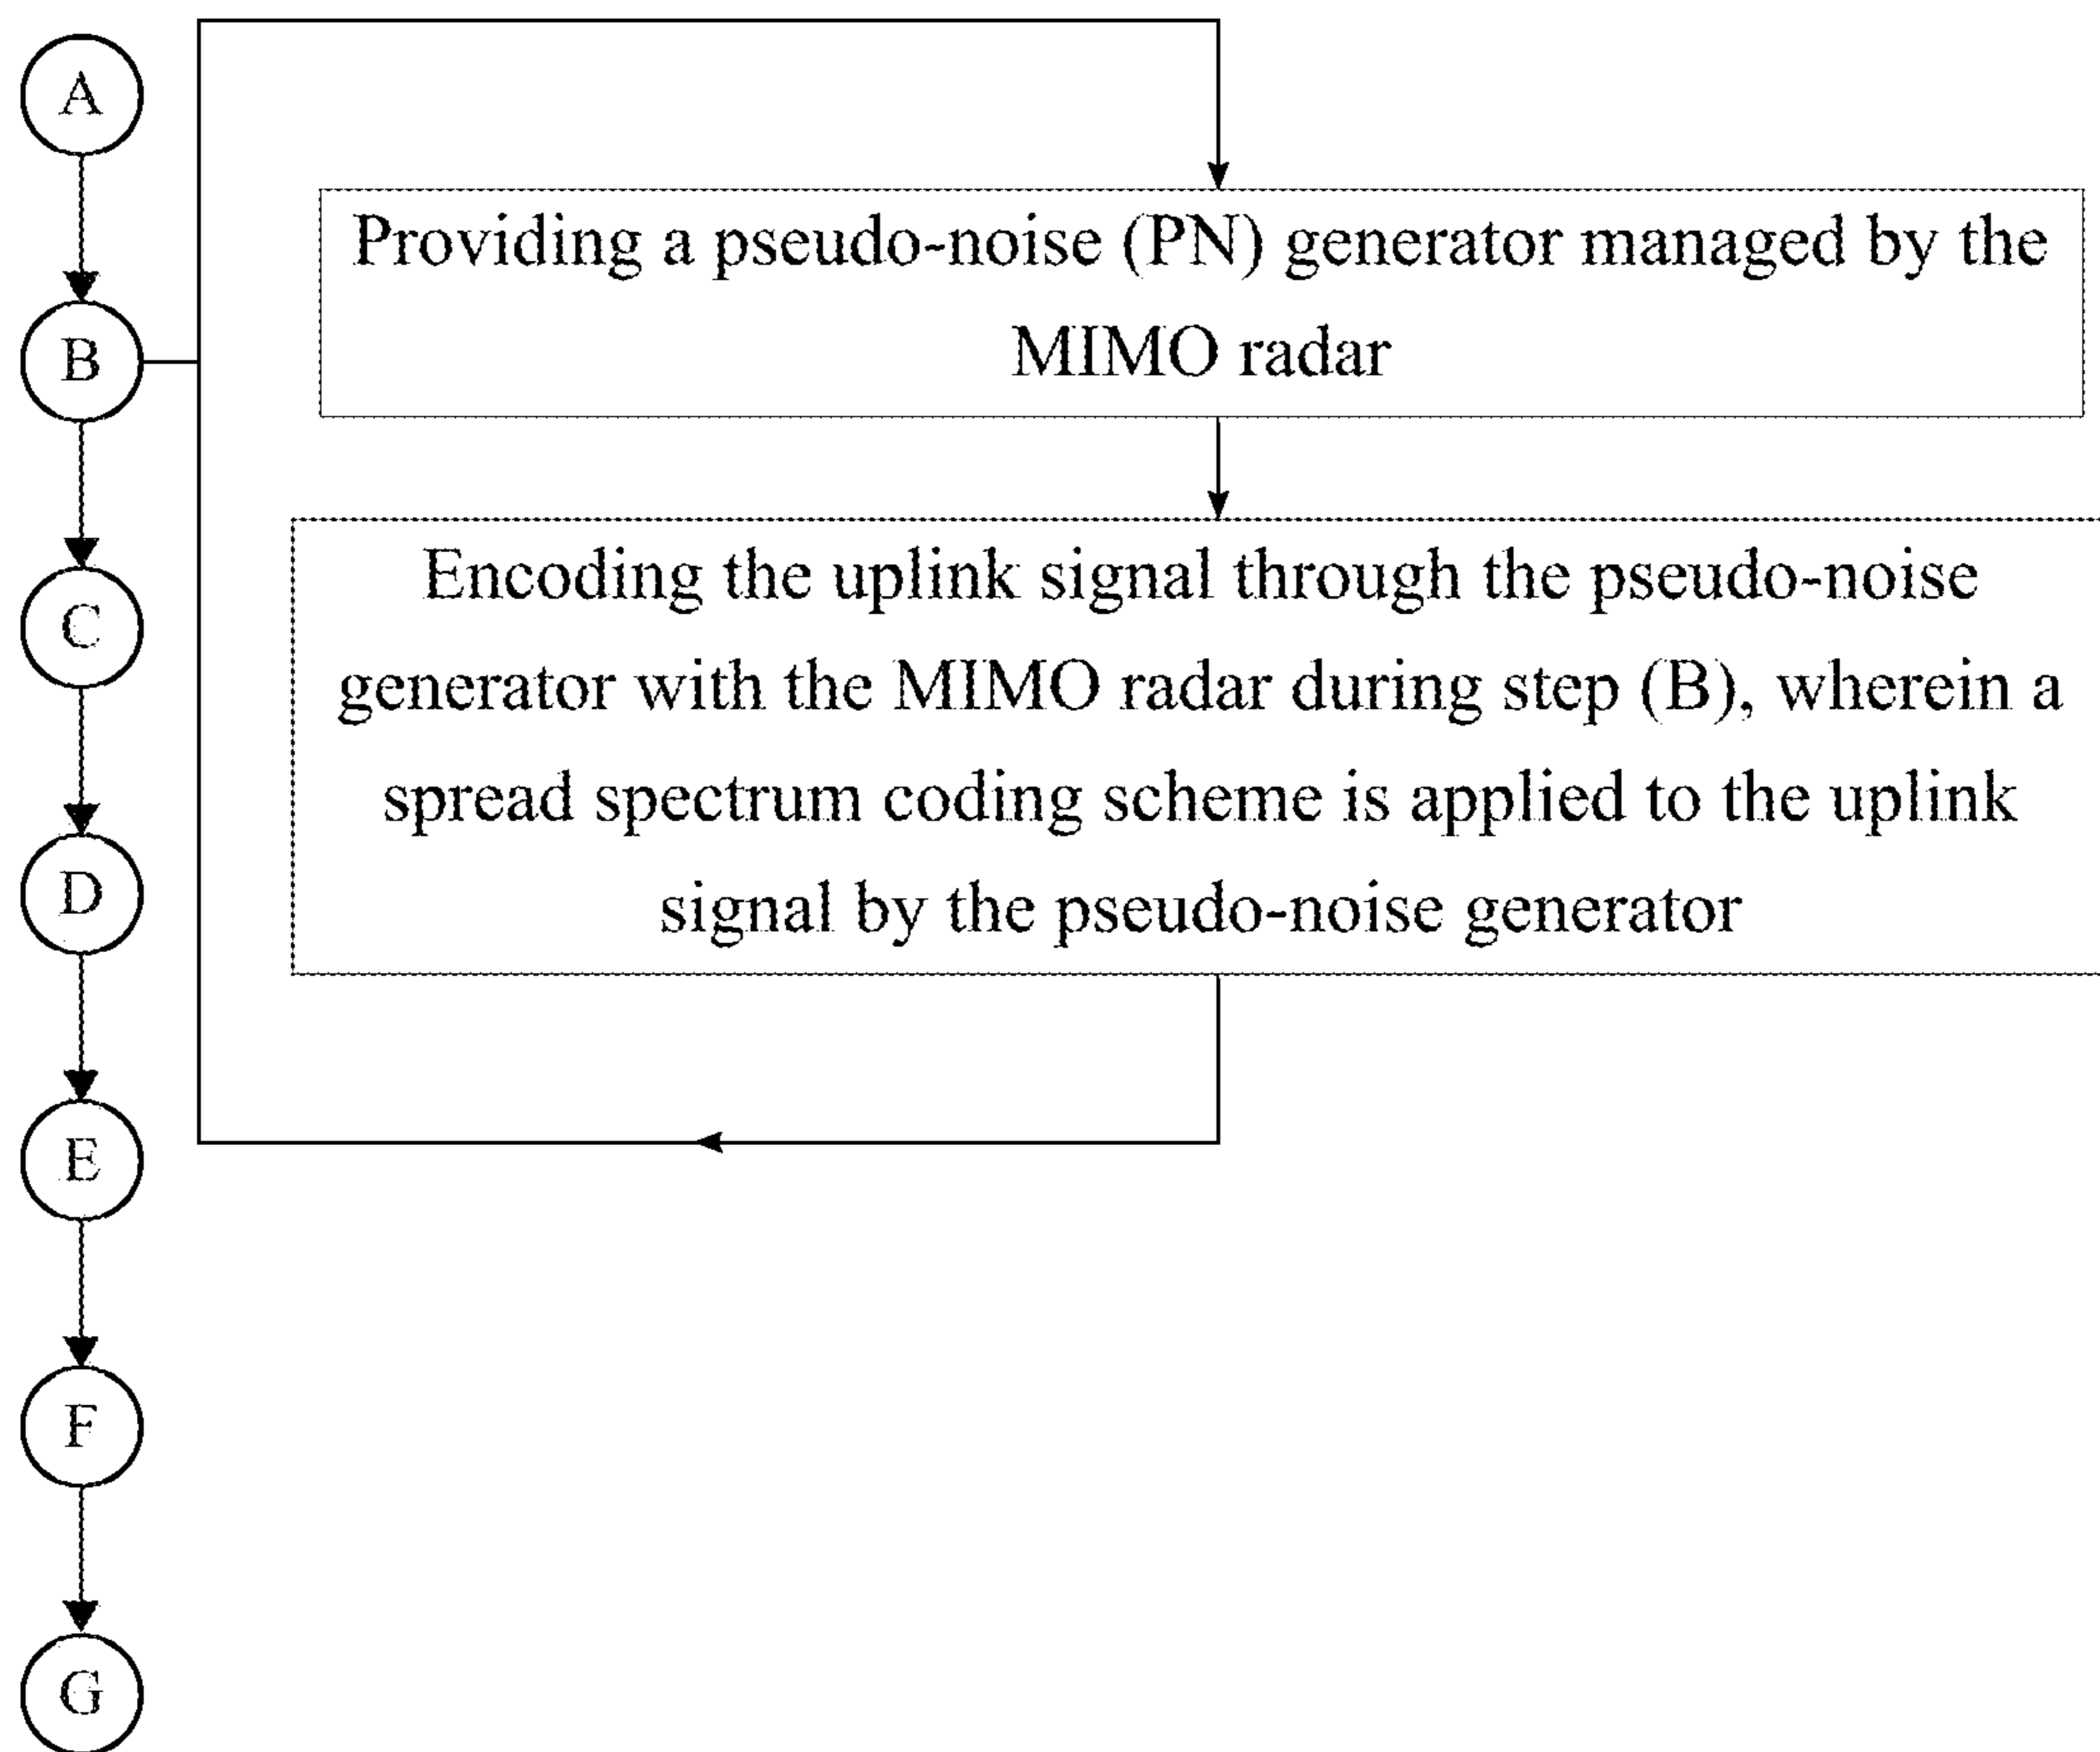 A
B
C
D
E
F
G
Providing a pseudo-noise (PN) generator managed by the
MIMO radar
Encoding the uplink signal through the pseudo-noise
generator with the MIMO radar during step (B), wherein a
spread spectrum coding scheme is applied to the uplink
signal by the pseudo-noise generator